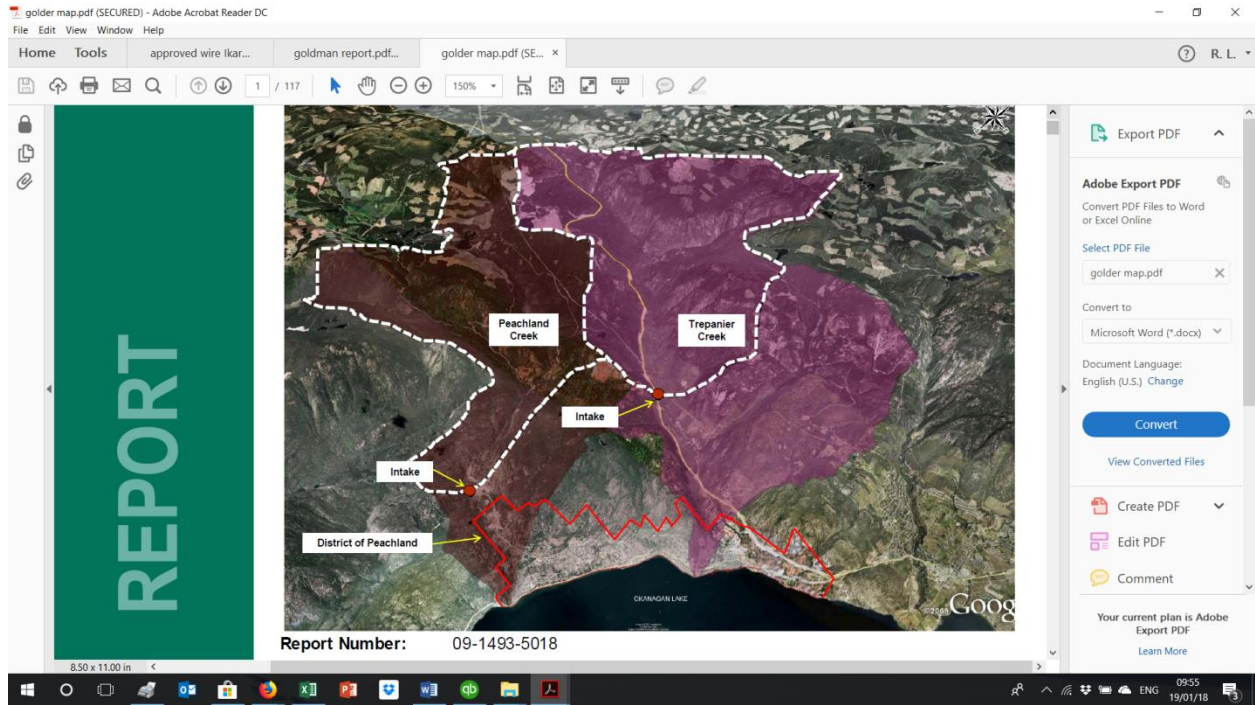 golder map.pdf (SECURED) - Adobe Acrobat Reader DC
File Edit View Window Help
Home Tools approved wire Ikar... goldman report.pdf... golder map.pdf (SE... × ? R. L.
1 / 117 150%
REPORT
Peachland
Creek
Trepanier
Creek
Intake
Intake
District of Peachland
OKANAGAN LAKE
©2009 Goog
Report Number: 09-1493-5018
8.50 x 11.00 in
Export PDF
Adobe Export PDF
Convert PDF Files to Word
or Excel Online
Select PDF File
golder map.pdf
Convert to
Microsoft Word (*.docx)
Document Language:
English (U.S.) Change
Convert
View Converted Files
Create PDF
Edit PDF
Comment
Your current plan is Adobe
Export PDF
Learn More
ENG
09:55
19/01/18
3